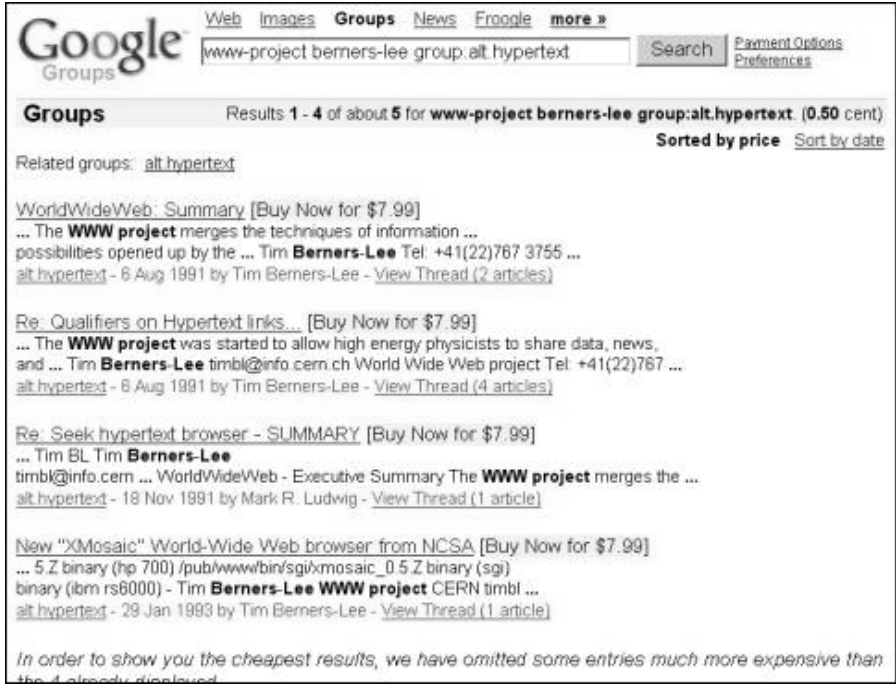 Web Images Groups News Froogle more »
Google
Groups
www-project berners-lee group:alt.hypertext
Search
Payment Options
Preferences
Groups Results 1 - 4 of about 5 for www-project berners-lee group:alt.hypertext. (0.50 cent)
Sorted by price Sort by date
Related groups: alt.hypertext
WorldWideWeb: Summary [Buy Now for $7.99]
... The WWW project merges the techniques of information ...
possibilities opened up by the ... Tim Berners-Lee Tel: +41(22)767 3755 ...
alt.hypertext - 6 Aug 1991 by Tim Berners-Lee - View Thread (2 articles)
Re: Qualifiers on Hypertext links... [Buy Now for $7.99]
... The WWW project was started to allow high energy physicists to share data, news,
and ... Tim Berners-Lee timbl@info.cern.ch World Wide Web project Tel: +41(22)767 ...
alt.hypertext - 6 Aug 1991 by Tim Berners-Lee - View Thread (4 articles)
Re: Seek hypertext browser - SUMMARY [Buy Now for $7.99]
... Tim BL Tim Berners-Lee
timbl@info.cern ... WorldWideWeb - Executive Summary The WWW project merges the ...
alt.hypertext - 18 Nov 1991 by Mark R. Ludwig - View Thread (1 article)
New "XMosaic" World-Wide Web browser from NCSA [Buy Now for $7.99]
... 5.Z binary (hp 700) /pub/www/bin/sgi/xmosaic_0 5.Z binary (sgi)
binary (ibm rs6000) - Tim Berners-Lee WWW project CERN timbl ...
alt.hypertext - 29 Jan 1993 by Tim Berners-Lee - View Thread (1 article)
In order to show you the cheapest results, we have omitted some entries much more expensive than
the 4 already displayed